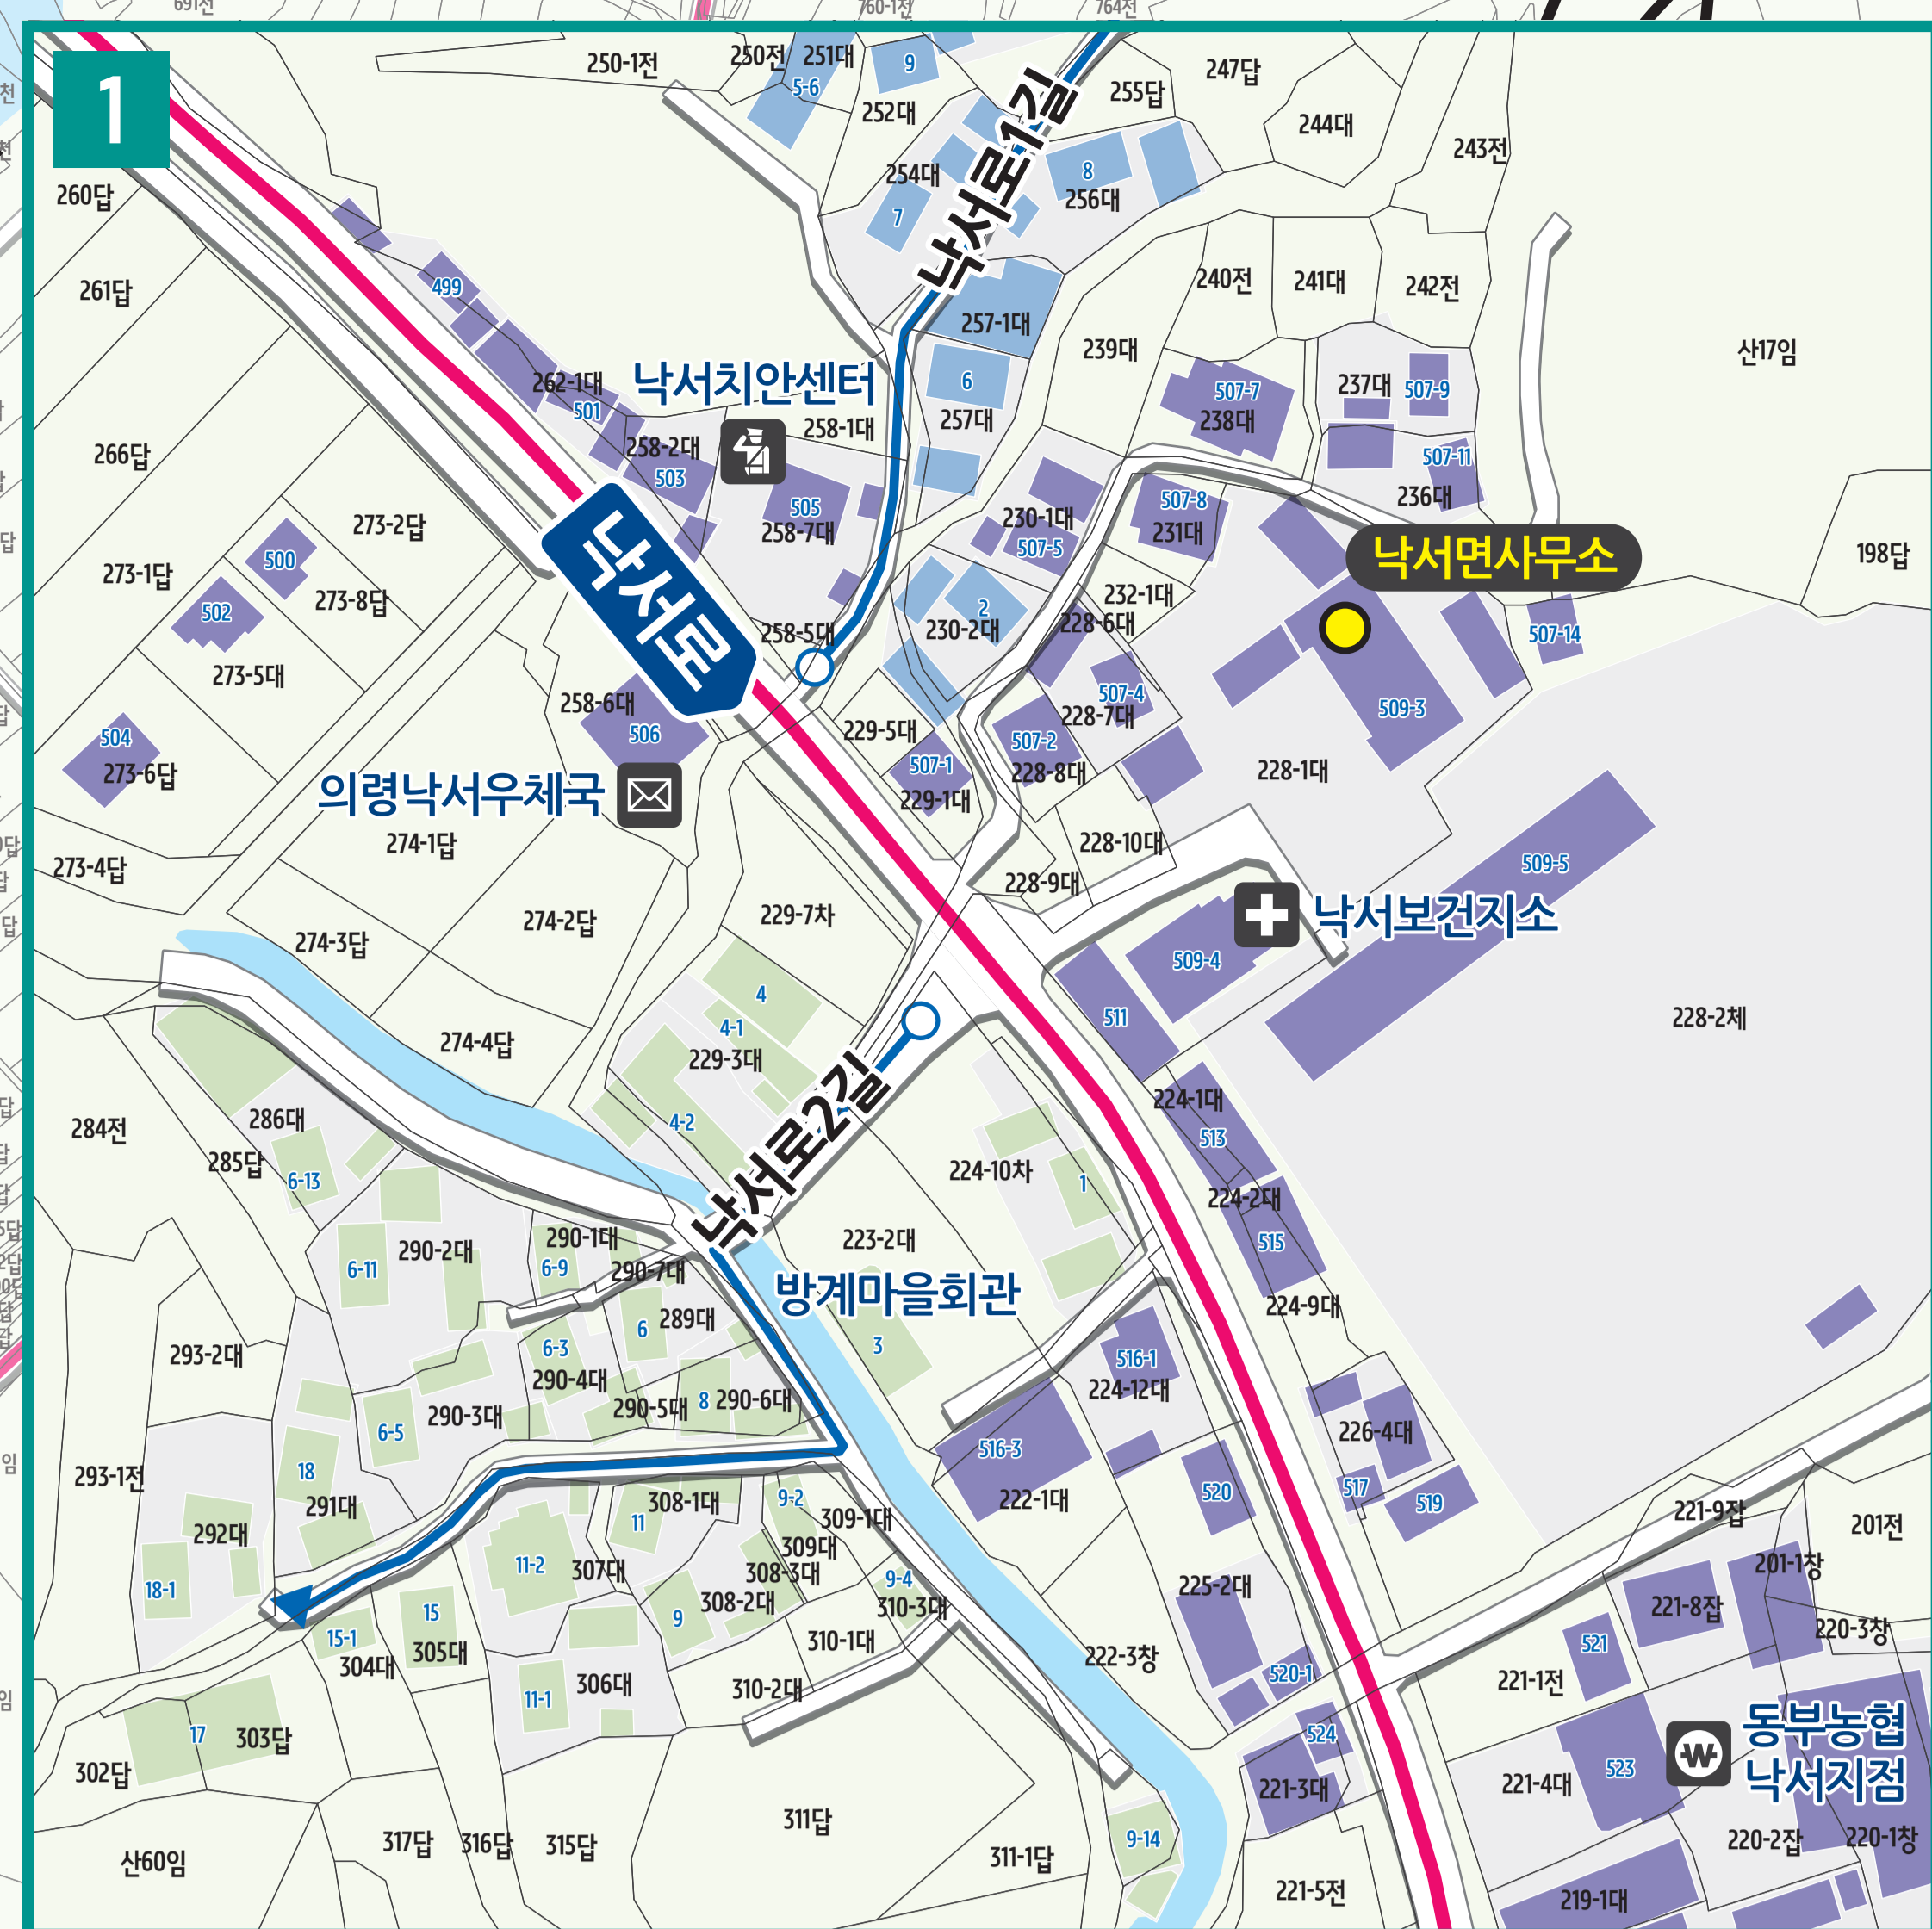 691전
760-1전
764전
1
250-1전
250전
251대
5-6
9
252대
255답
247답
244대
243전
낙서로1길
260답
254대
7
8
256대
261답
499
257-1대
240전
241대
242전
산17임
262-1대
501
낙서치안센터
258-1대
6
257대
239대
507-7
238대
237대
507-9
507-11
236대
266답
258-2대
503
505
258-7대
273-2답
230-1대
507-5
507-8
231대
낙서면사무소
198답
500
273-1답
273-8답
502
낙서로
2
230-2대
232-1대
228-6대
258-5대
507-14
273-5대
258-6대
506
507-4
228-7대
509-3
229-5대
507-2
228-8대
507-1
229-1대
504
273-6답
의령낙서우체국
228-1대
274-1답
228-10대
509-5
273-4답
228-9대
274-2답
229-7차
낙서보건지소
274-3답
509-4
4
4-1
511
228-2체
274-4답
229-3대
낙서로2길
4-2
224-1대
513
284전
286대
285답
6-13
224-10차
1
224-2대
515
6-11
290-2대
290-1대
6-9
290-7대
223-2대
방계마을회관
224-9대
293-2대
6
289대
6-3
290-4대
3
516-1
224-12대
290-3대
6-5
290-5대
8
290-6대
226-4대
293-1전
18
291대
516-3
222-1대
520
517
519
292대
308-1대
9-2
11
309-1대
309대
221-9잡
201전
201-1창
18-1
11-2
307대
308-3대
308-2대
9-4
310-3대
225-2대
221-8잡
220-3창
15
15-1
305대
304대
9
310-1대
222-3창
521
520-1
221-1전
17
303답
11-1
306대
310-2대
524
302답
523
동부농협
낙서지점
221-3대
221-4대
311답
산60임
317답
316답
315답
311-1답
9-14
220-2잡
220-1창
221-5전
219-1대